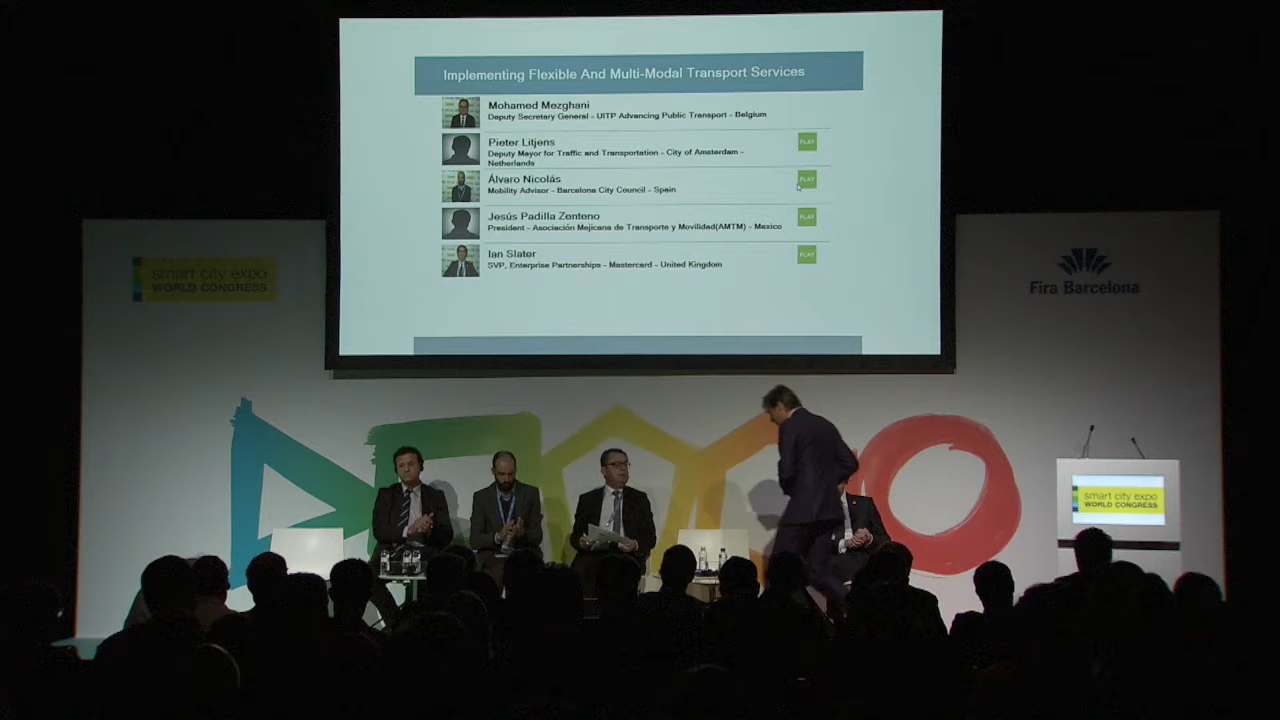 Implementing Flexible And Multi-Modal Transport Services
Mohamed Mezghani
Deputy Secretary General - UITP Advancing Public Transport - Belgium
Pieter Litjens
PLAY
Deputy Mayor for Traffic and Transportation - City of Amsterdam -
Netherlands
Álvaro Nicolás
PLAY
Mobility Advisor - Barcelona City Council - Spain
Jesús Padilla Zenteno
PLAY
President - Asociación Mejicana de Transporte y Movilidad(AMTM) - Mexico
Ian Slater
PLAY
SVP, Enterprise Partnerships - Mastercard - United Kingdom
smart city expo
WORLD CONGRESS
Fira Barcelona
smart city expo
WORLD CONGRESS